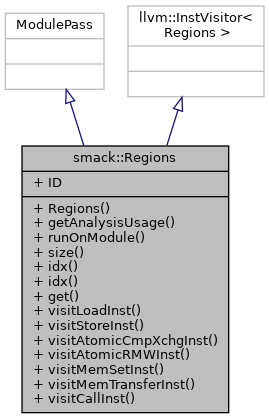 ModulePass
llvm::InstVisitor<
Regions >
smack::Regions
+ ID
+ Regions()
+ getAnalysisUsage()
+ runOnModule()
+ size()
+ idx()
+ idx()
+ get()
+ visitLoadInst()
+ visitStoreInst()
+ visitAtomicCmpXchgInst()
+ visitAtomicRMWInst()
+ visitMemSetInst()
+ visitMemTransferInst()
+ visitCallInst()